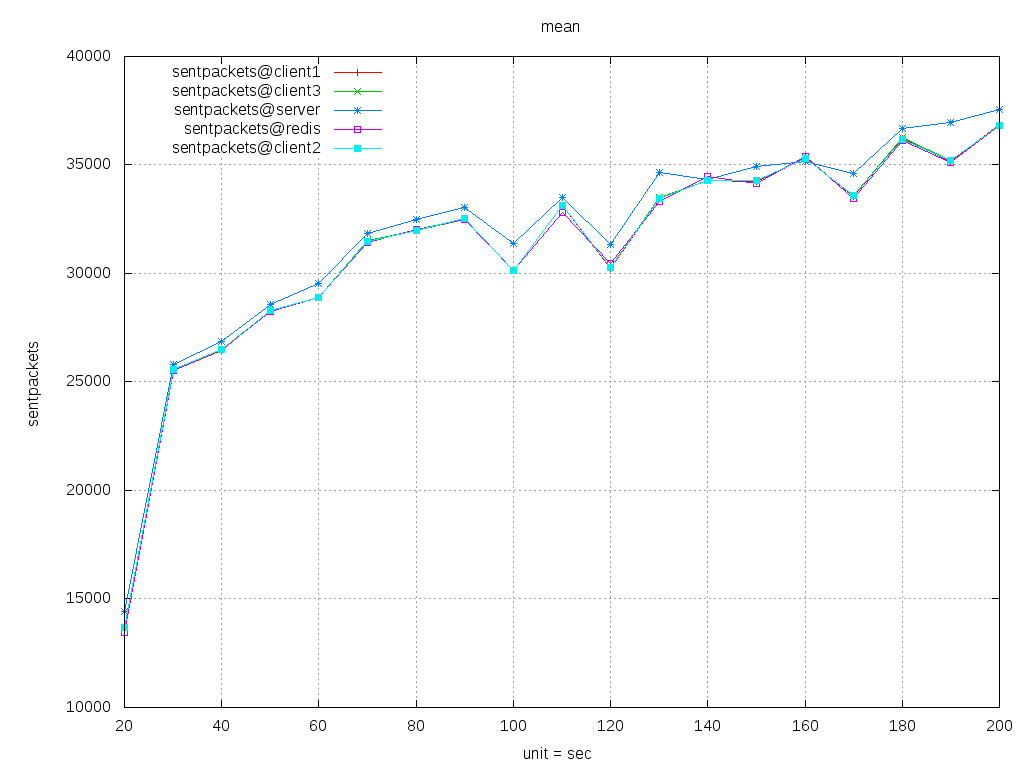 mean
40000
35000
30000
25000
20000
15000
10000
sentpackets
sentpackets@client1
sentpackets@client3
sentpackets@server
sentpackets@redis
sentpackets@client2
20 40 60 80 100 120 140 160 180 200
unit = sec